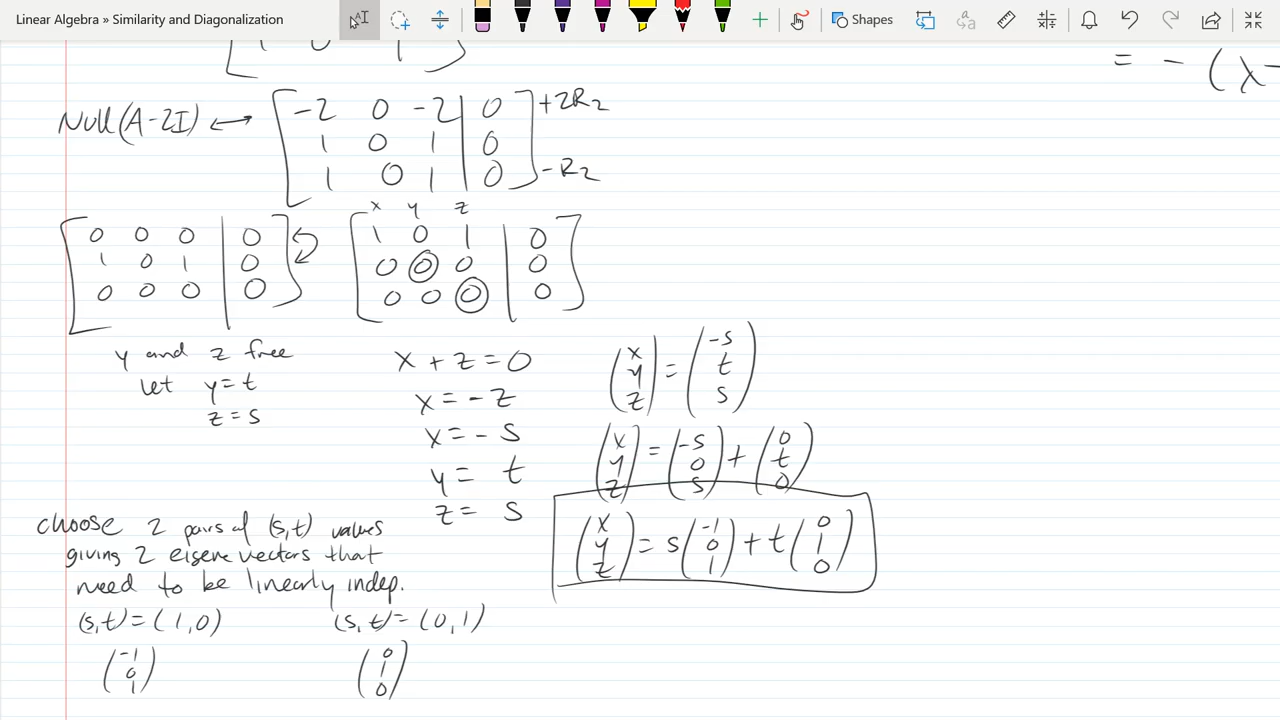 Linear Algebra » Similarity and Diagonalization
Shapes
= - (λ-
1 0 1
Null(A-2I) ⟷ [ -2 0 -2 | 0 ] +2R₂
1 0 1 | 0
1 0 1 | 0 -R₂
x y z
0 0 0 | 0
1 0 1 | 0
0 0 0 | 0
1 0 1 | 0
0 0 0 | 0
0 0 0 | 0
y and z free
let y = t
z = s
x + z = 0
x = - z
x = - s
y = t
z = s
(x y z) = (-s t s)
(x y z) = (-s 0 s) + (0 t 0)
(x y z) = s(-1 0 1) + t(0 1 0)
choose 2 pairs of (s,t) values
giving 2 eigenvectors that
need to be linearly indep.
(s,t) = (1,0) (s,t) = (0,1)
(-1 0 1) (0 1 0)